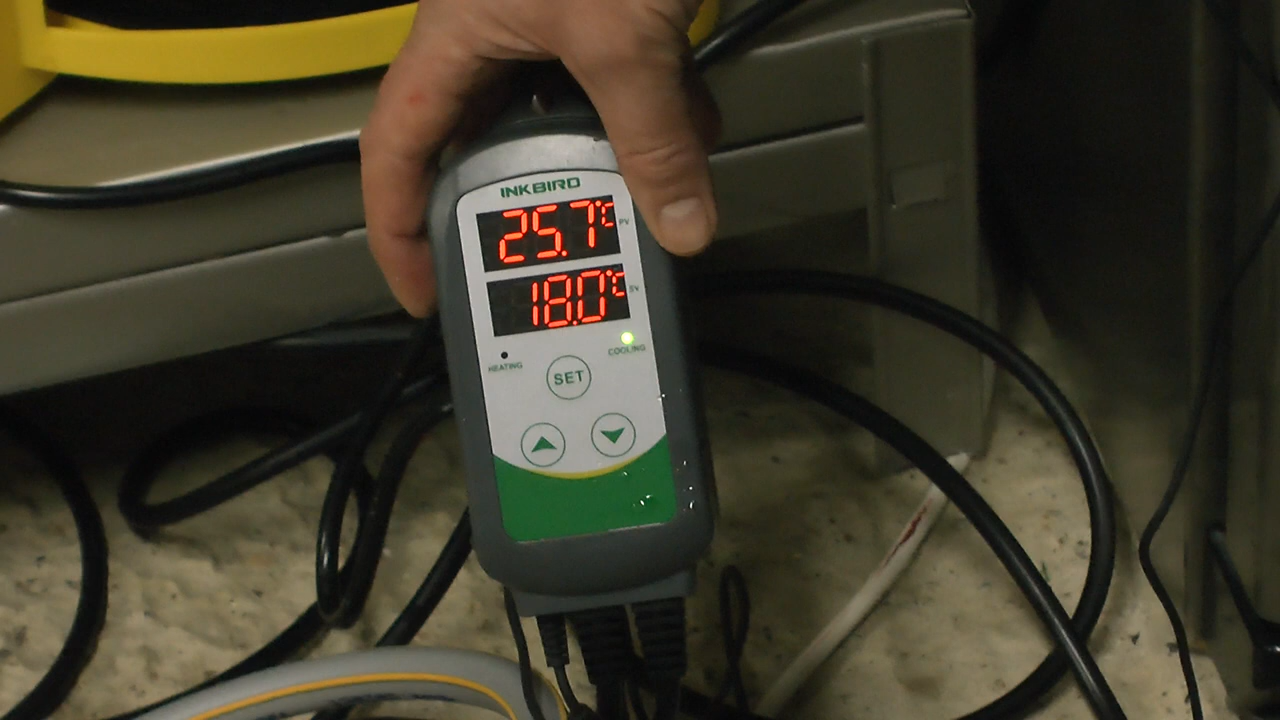 INKBIRD
25.7°C PV
18.0°C SV
COOLING
HEATING
SET